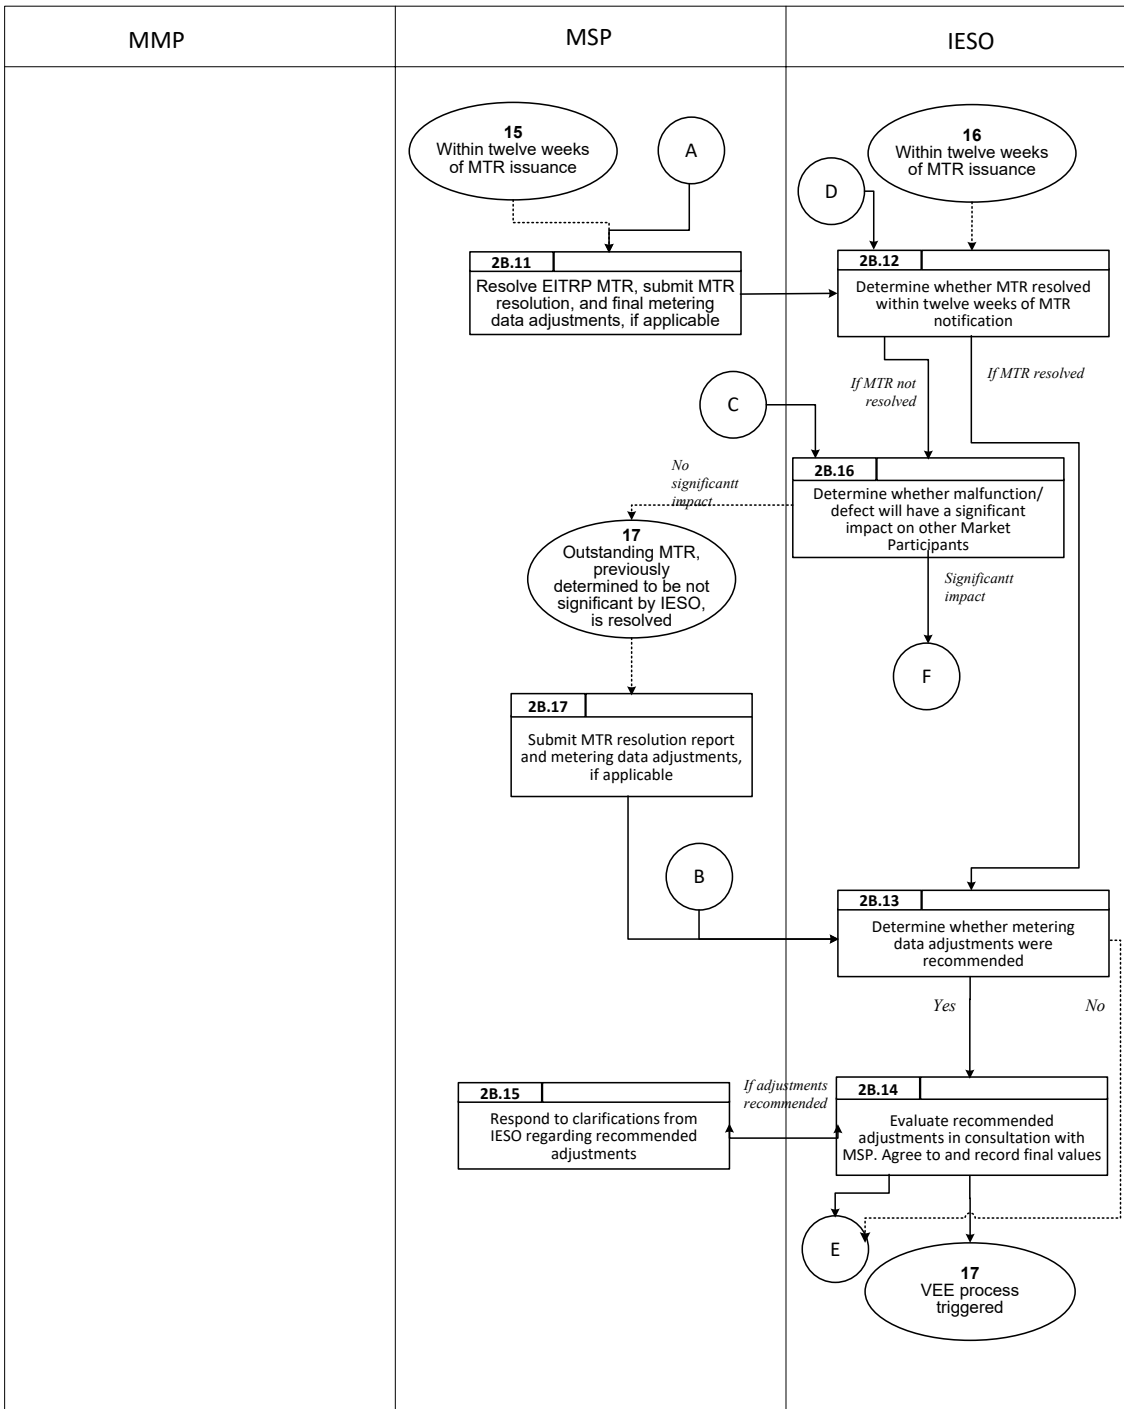 MMP
MSP
IESO
15
Within twelve weeks
of MTR issuance
A
16
Within twelve weeks
of MTR issuance
D
2B.11
Resolve EITRP MTR, submit MTR
resolution, and final metering
data adjustments, if applicable
2B.12
Determine whether MTR resolved
within twelve weeks of MTR
notification
If MTR not
resolved
If MTR resolved
C
No
significantt
impact
2B.16
Determine whether malfunction/
defect will have a significant
impact on other Market
Participants
17
Outstanding MTR,
previously
determined to be not
significant by IESO,
is resolved
Significantt
impact
F
2B.17
Submit MTR resolution report
and metering data adjustments,
if applicable
B
2B.13
Determine whether metering
data adjustments were
recommended
Yes
No
2B.15
Respond to clarifications from
IESO regarding recommended
adjustments
If adjustments
recommended
2B.14
Evaluate recommended
adjustments in consultation with
MSP. Agree to and record final values
E
17
VEE process
triggered